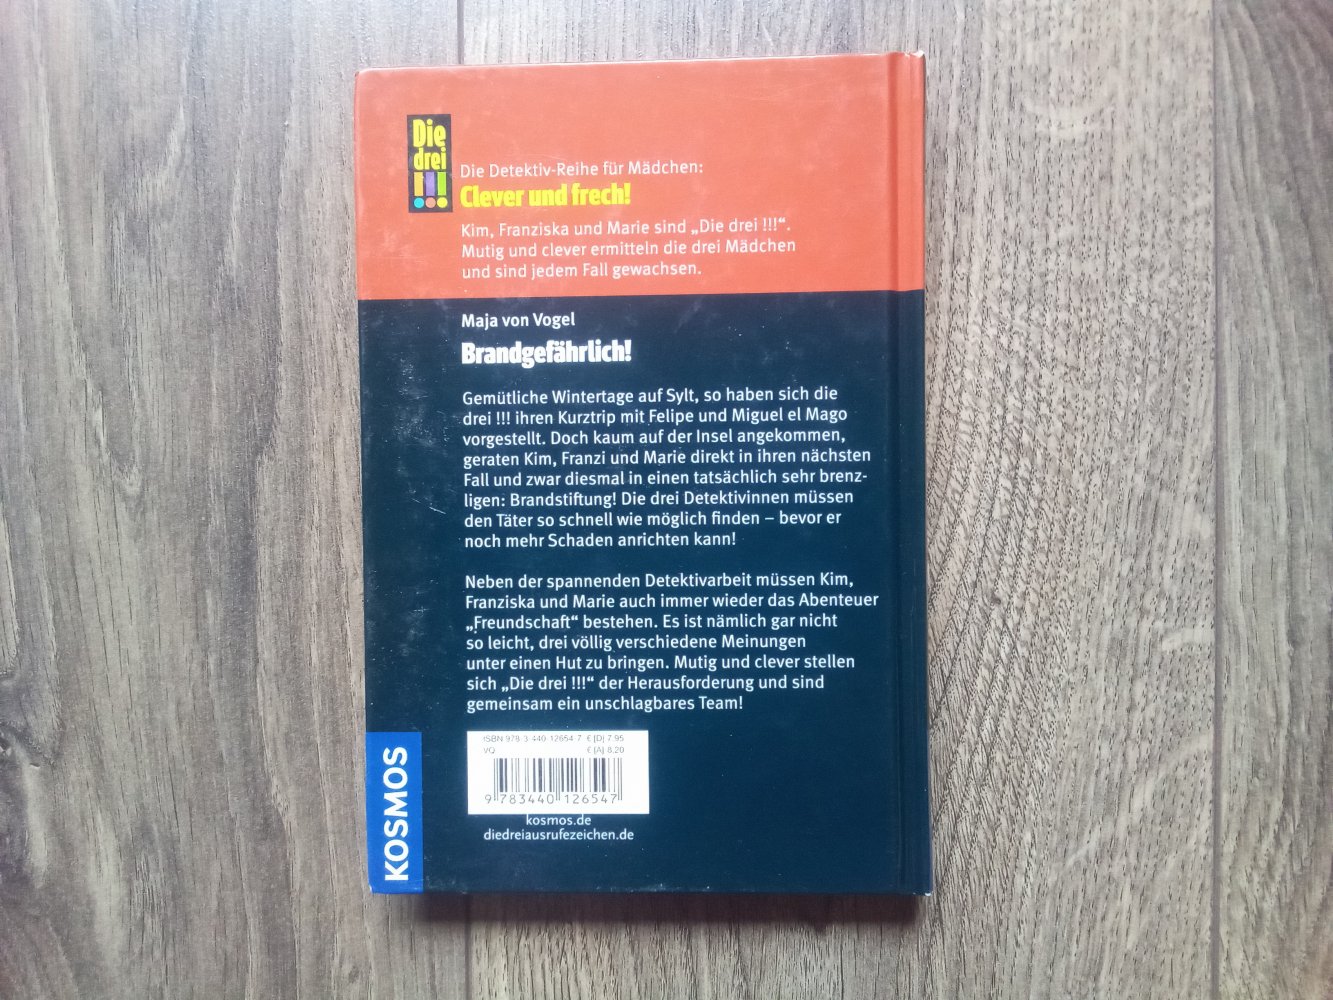 Die
drei
!!!
Die Detektiv-Reihe für Mädchen:
Clever und frech!
Kim, Franziska und Marie sind „Die drei !!!“.
Mutig und clever ermitteln die drei Mädchen
und sind jedem Fall gewachsen.
Maja von Vogel
Brandgefährlich!
Gemütliche Wintertage auf Sylt, so haben sich die
drei !!! ihren Kurztrip mit Felipe und Miguel el Mago
vorgestellt. Doch kaum auf der Insel angekommen,
geraten Kim, Franzi und Marie direkt in ihren nächsten
Fall und zwar diesmal in einen tatsächlich sehr brenz-
ligen: Brandstiftung! Die drei Detektivinnen müssen
den Täter so schnell wie möglich finden – bevor er
noch mehr Schaden anrichten kann!
Neben der spannenden Detektivarbeit müssen Kim,
Franziska und Marie auch immer wieder das Abenteuer
„Freundschaft“ bestehen. Es ist nämlich gar nicht
so leicht, drei völlig verschiedene Meinungen
unter einen Hut zu bringen. Mutig und clever stellen
sich „Die drei !!!“ der Herausforderung und sind
gemeinsam ein unschlagbares Team!
ISBN 978-3-440-12654-7 € [D] 7,95
VQ € [A] 8,20
9 783440 126547
kosmos.de
diedreiausrufezeichen.de
KOSMOS